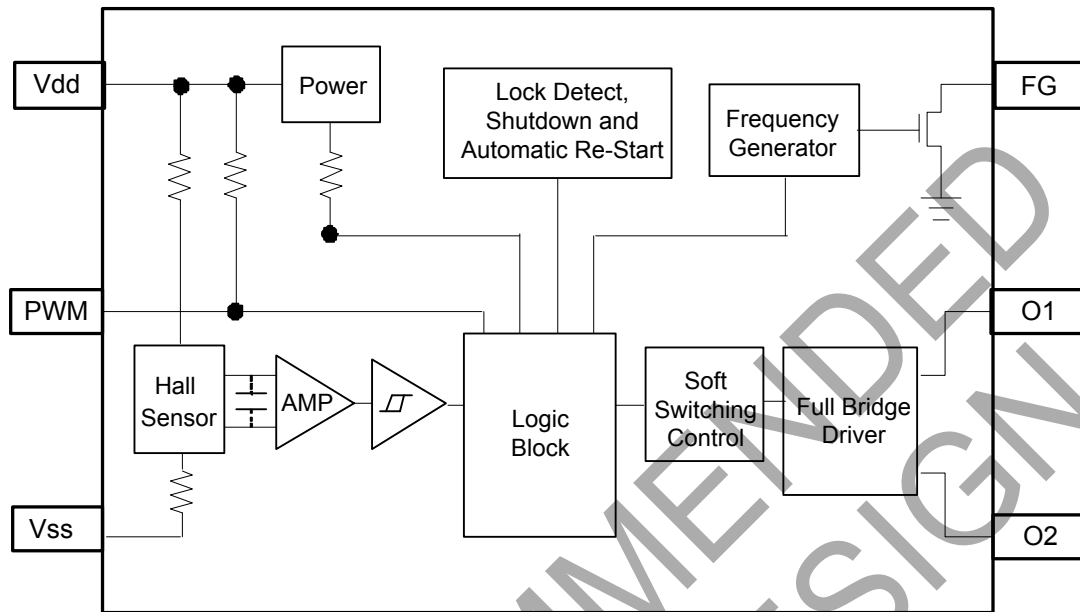 Vdd
Power
Lock Detect,
Shutdown and
Automatic Re-Start
Frequency
Generator
FG
PWM
O1
Hall
Sensor
AMP
Logic
Block
Soft
Switching
Control
Full Bridge
Driver
Vss
O2